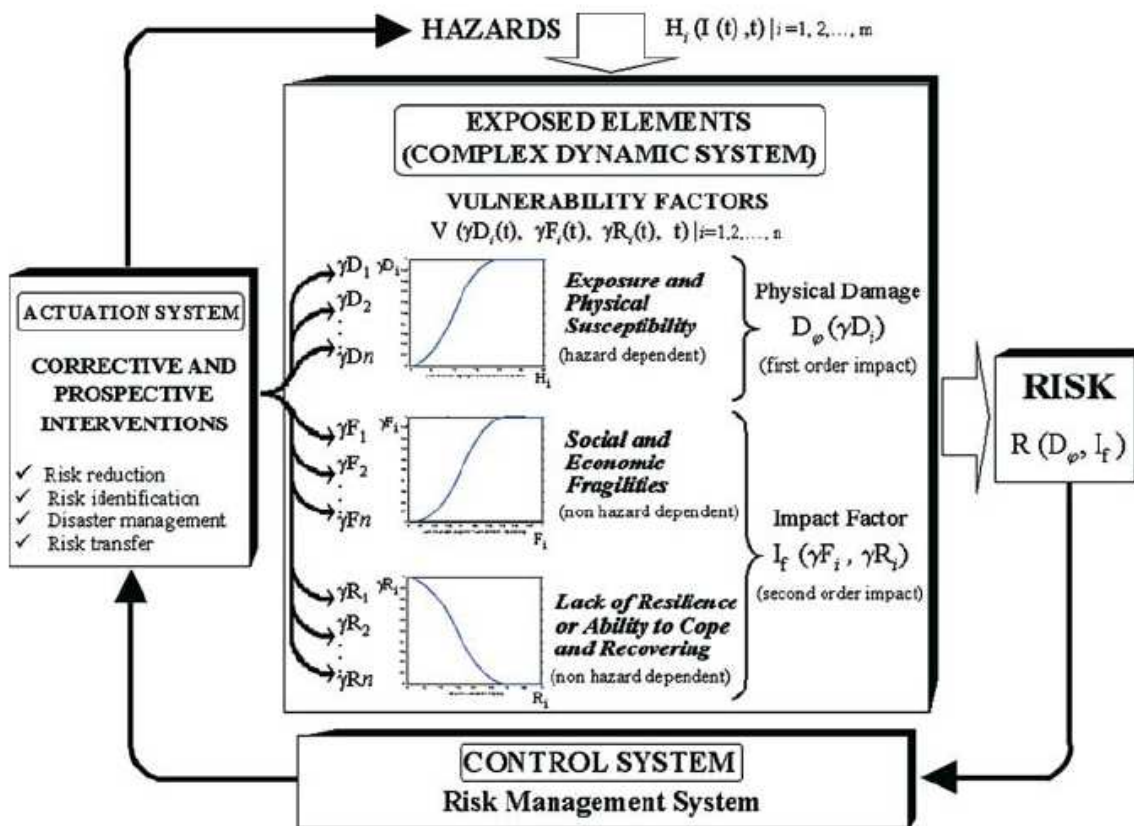 HAZARDS
H_i (I (t) ,t) |i=1, 2,..., m
EXPOSED ELEMENTS
(COMPLEX DYNAMIC SYSTEM)
VULNERABILITY FACTORS
V (γD_i(t), γF_i(t), γR_i(t), t)|i=1,2,..., n
ACTUATION SYSTEM
CORRECTIVE AND
PROSPECTIVE
INTERVENTIONS
✓ Risk reduction
✓ Risk identification
✓ Disaster management
✓ Risk transfer
γD1
γD2
γDn
γD_i
H_i
Exposure and
Physical
Susceptibility
(hazard dependent)
Physical Damage
D_φ (γD_i)
(first order impact)
γF1
γF2
γFn
γF_i
F_i
Social and
Economic
Fragilities
(non hazard dependent)
γR1
γR2
γRn
γR_i
R_i
Lack of Resilience
or Ability to Cope
and Recovering
(non hazard dependent)
Impact Factor
I_f (γF_i , γR_i)
(second order impact)
RISK
R (D_φ, I_f )
CONTROL SYSTEM
Risk Management System